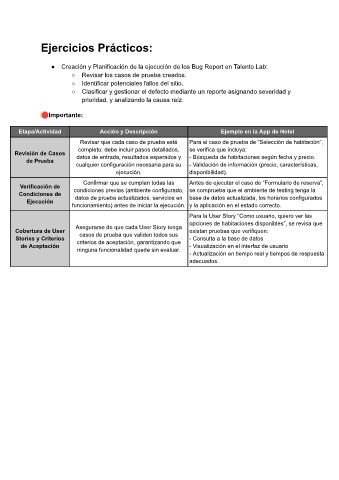 Ejercicios Prácticos:
● Creación y Planificación de la ejecución de los Bug Report en Talento Lab:
○ Revisar los casos de prueba creados.
○ Identificar potenciales fallos del sitio.
○ Clasificar y gestionar el defecto mediante un reporte asignando severidad y
prioridad, y analizando la causa raíz.
🔴Importante:
Etapa/Actividad
Acción y Descripción
Ejemplo en la App de Hotel
Revisión de Casos
de Prueba
Revisar que cada caso de prueba esté
completo: debe incluir pasos detallados,
datos de entrada, resultados esperados y
cualquier configuración necesaria para su
ejecución.
Para el caso de prueba de "Selección de habitación",
se verifica que incluya:
- Búsqueda de habitaciones según fecha y precio.
- Validación de información (precio, características,
disponibilidad).
Verificación de
Condiciones de
Ejecución
Confirmar que se cumplan todas las
condiciones previas (ambiente configurado,
datos de prueba actualizados, servicios en
funcionamiento) antes de iniciar la ejecución.
Antes de ejecutar el caso de "Formulario de reserva",
se comprueba que el ambiente de testing tenga la
base de datos actualizada, los horarios configurados
y la aplicación en el estado correcto.
Cobertura de User
Stories y Criterios
de Aceptación
Asegurarse de que cada User Story tenga
casos de prueba que validen todos sus
criterios de aceptación, garantizando que
ninguna funcionalidad quede sin evaluar.
Para la User Story "Como usuario, quiero ver las
opciones de habitaciones disponibles", se revisa que
existan pruebas que verifiquen:
- Consulta a la base de datos
- Visualización en el interfaz de usuario
- Actualización en tiempo real y tiempos de respuesta
adecuados.